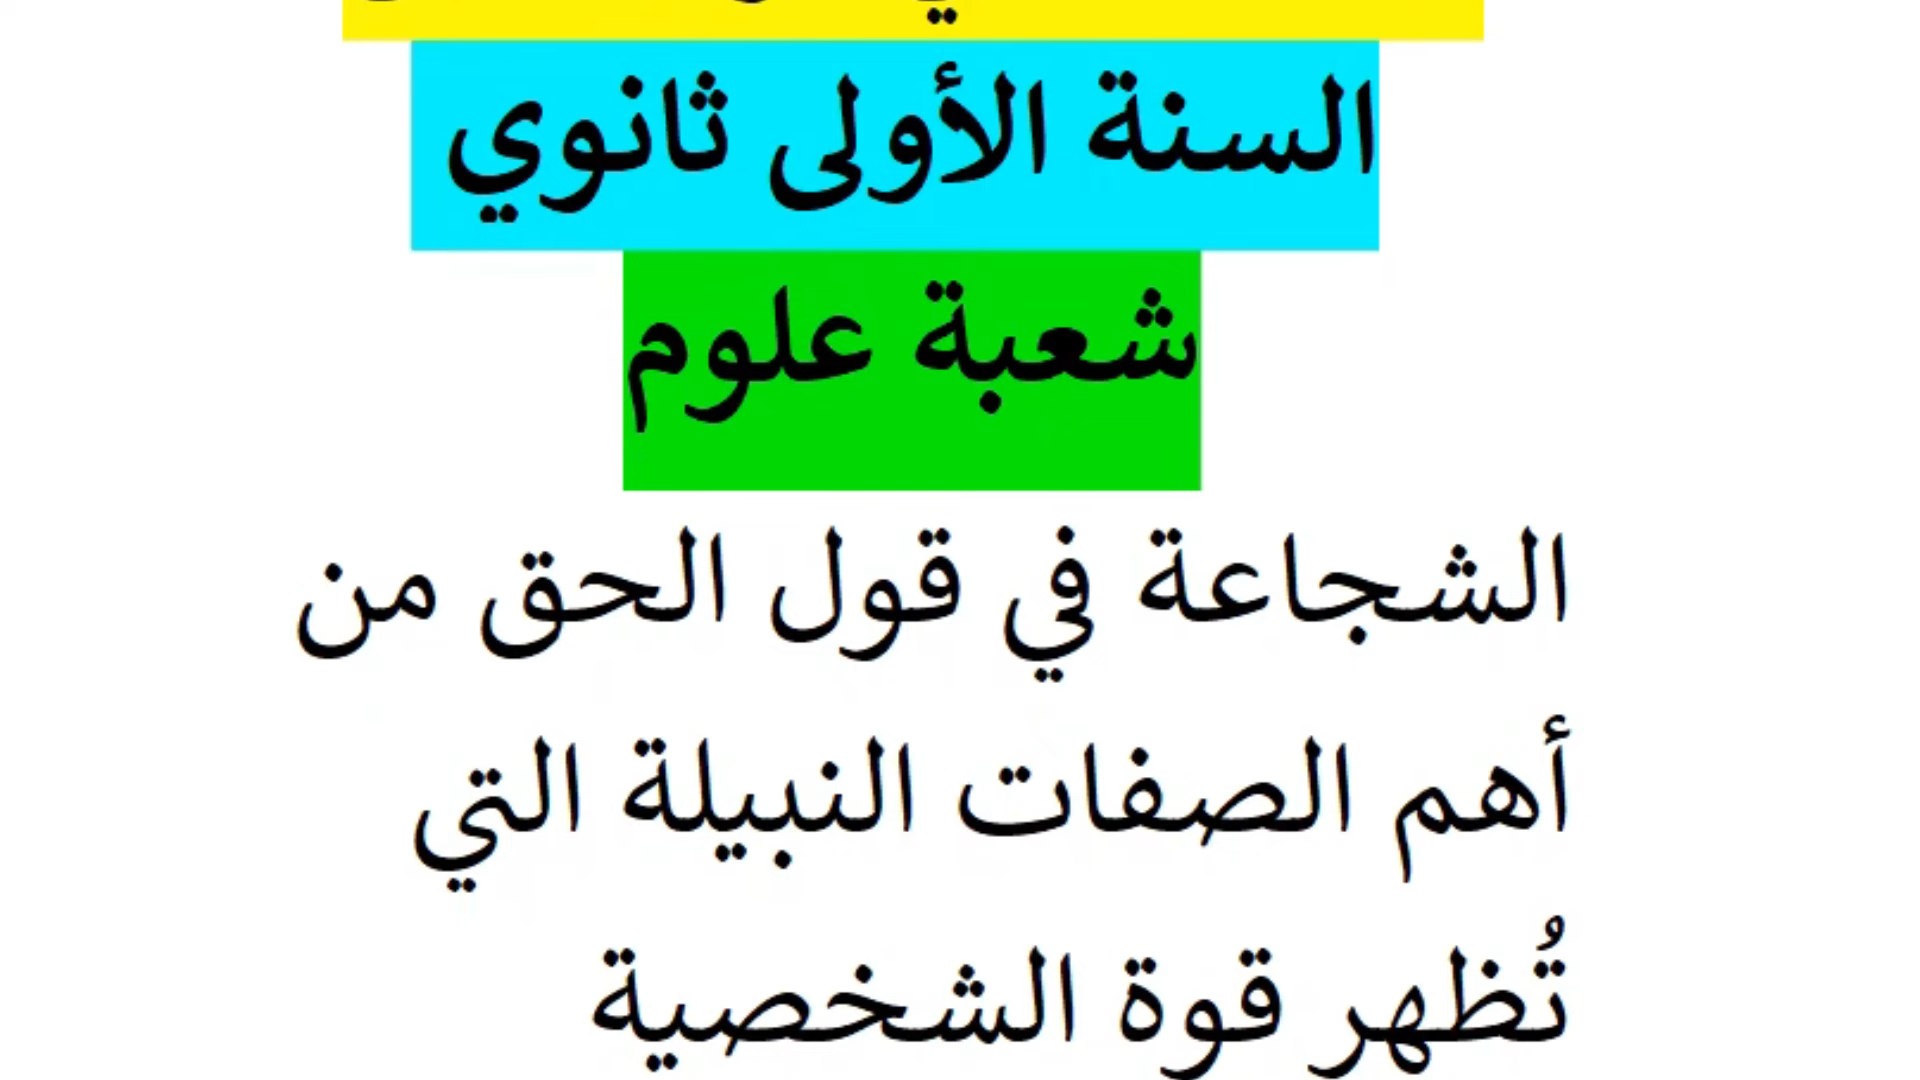 السنة الأولى ثانوي
شعبة علوم
الشجاعة في قول الحق من
أهم الصفات النبيلة التي
تُظهر قوة الشخصية